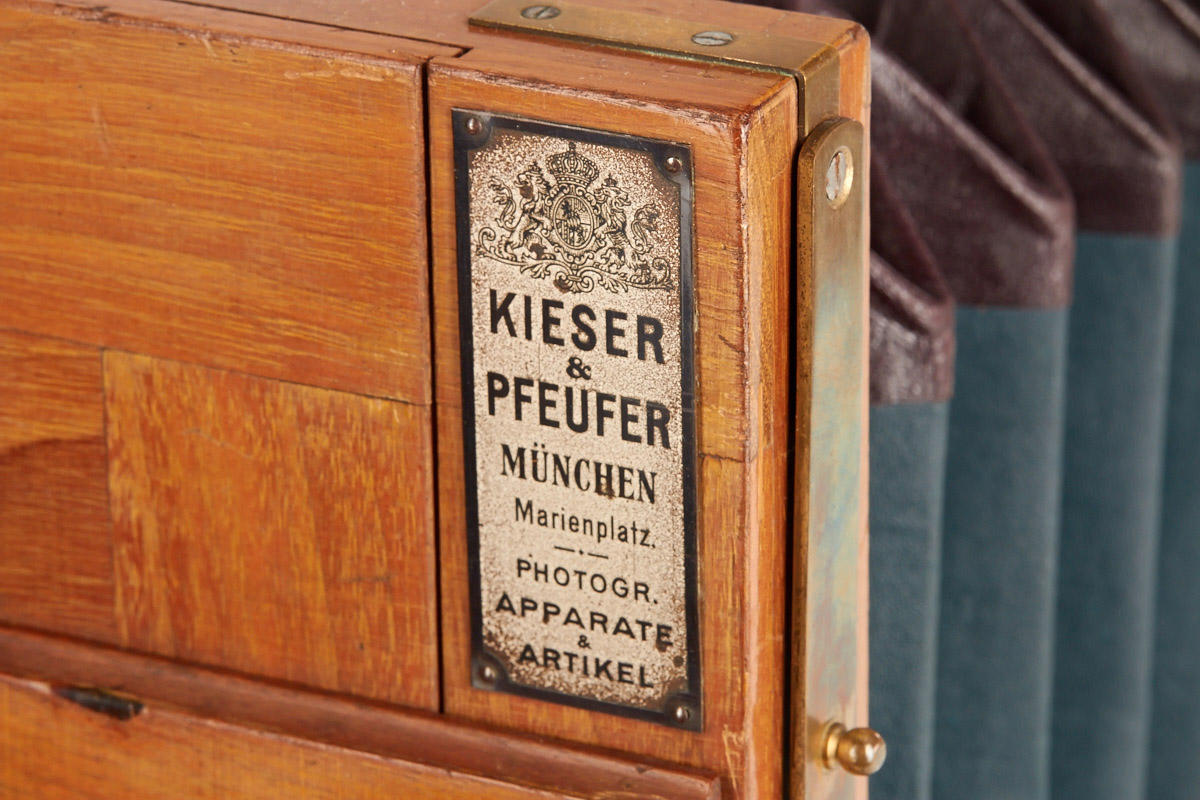 KIESER
&
PFEUFER
MÜNCHEN
Marienplatz.
PHOTOGR.
APPARATE
&
ARTIKEL